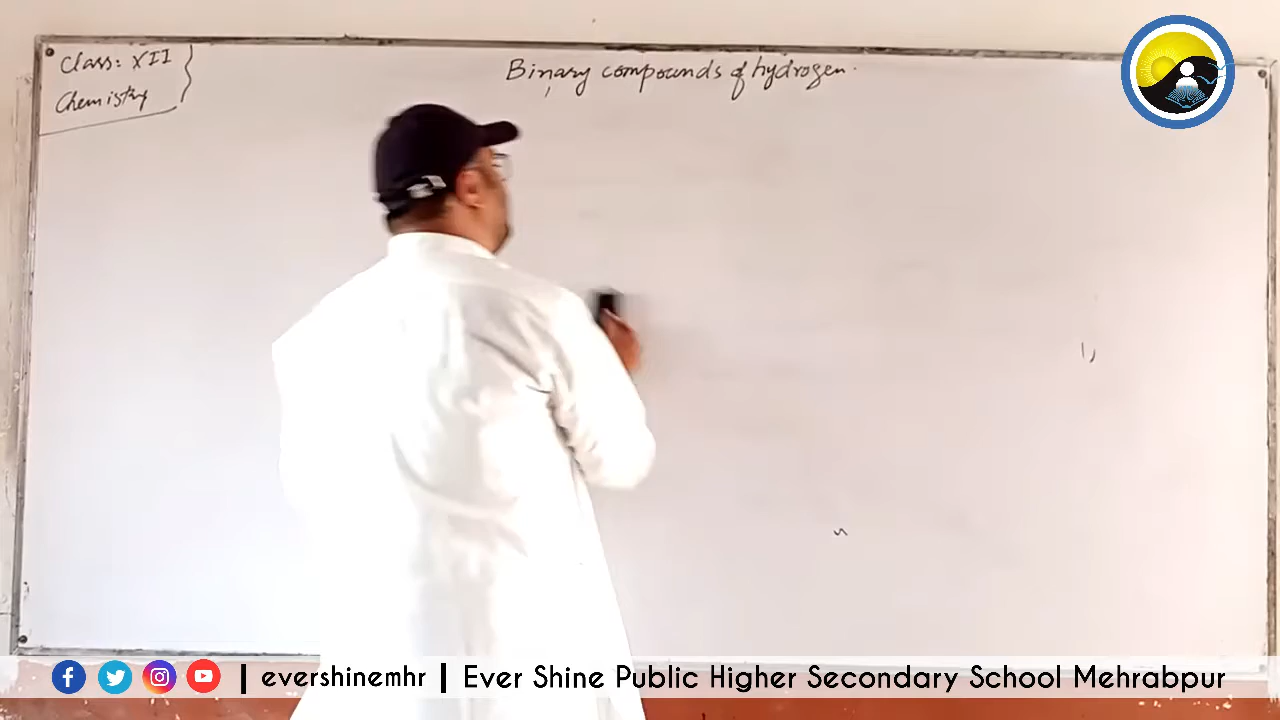 Class: XII
Chemistry
Binary compounds of hydrogen.
| evershinemhr | Ever Shine Public Higher Secondary School Mehrabpur